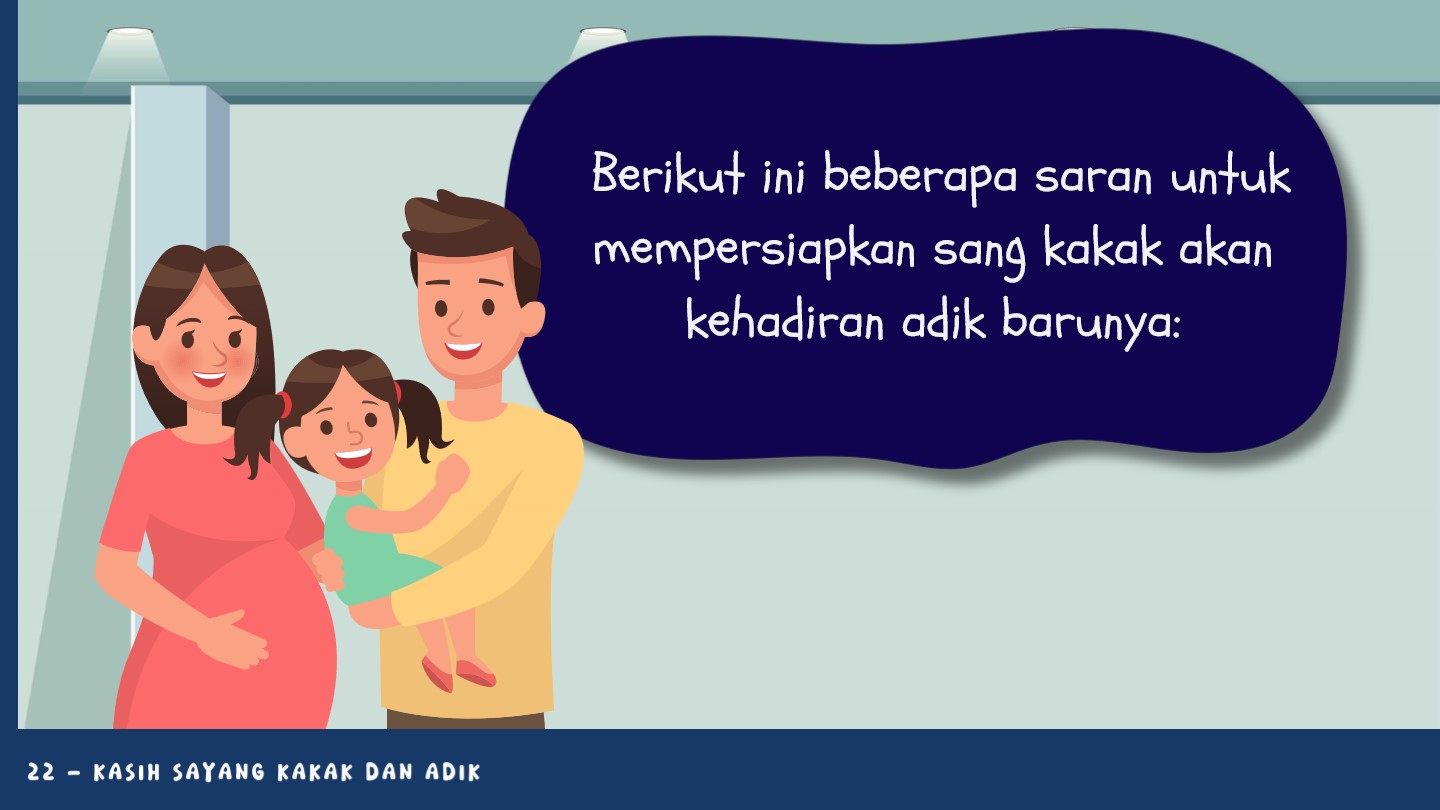 Berikut ini beberapa saran untuk
mempersiapkan sang kakak akan
kehadiran adik barunya:
22 - KASIH SAYANG KAKAK DAN ADIK